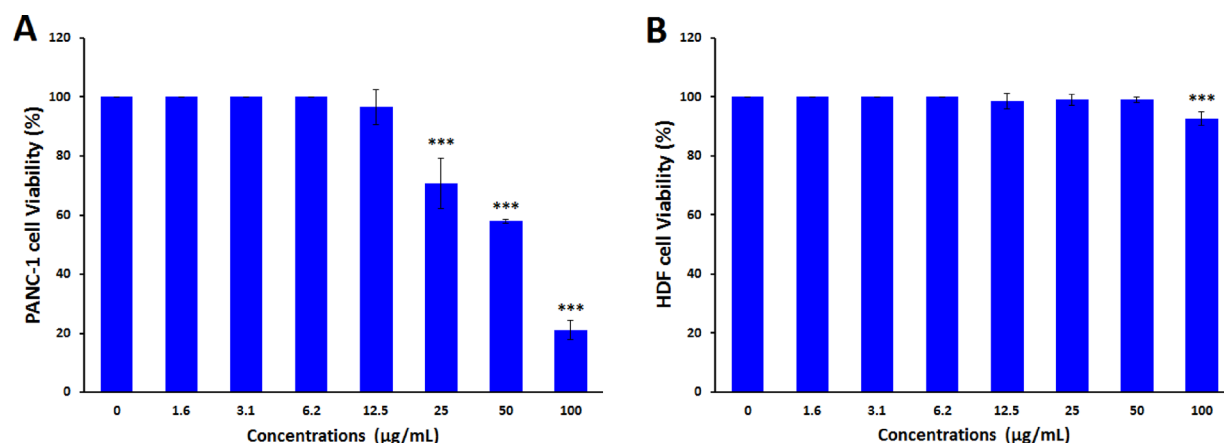 A
PANC-1 cell Viability (%)
120
100
80
60
40
20
0
***
***
***
0 1.6 3.1 6.2 12.5 25 50 100
Concentrations (µg/mL)
B
HDF cell Viability (%)
120
100
80
60
40
20
0
***
0 1.6 3.1 6.2 12.5 25 50 100
Concentrations (µg/mL)